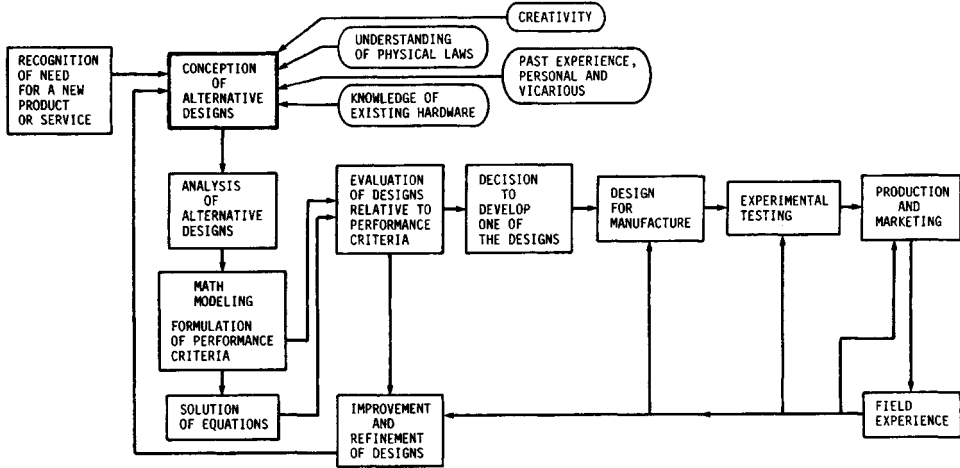 CREATIVITY
UNDERSTANDING
OF PHYSICAL LAWS
PAST EXPERIENCE,
PERSONAL AND
VICARIOUS
KNOWLEDGE OF
EXISTING HARDWARE
RECOGNITION
OF NEED
FOR A NEW
PRODUCT
OR SERVICE
CONCEPTION
OF
ALTERNATIVE
DESIGNS
ANALYSIS
OF
ALTERNATIVE
DESIGNS
MATH
MODELING
FORMULATION
OF PERFORMANCE
CRITERIA
SOLUTION
OF EQUATIONS
EVALUATION
OF DESIGNS
RELATIVE TO
PERFORMANCE
CRITERIA
DECISION
TO
DEVELOP
ONE OF
THE DESIGNS
DESIGN
FOR
MANUFACTURE
EXPERIMENTAL
TESTING
PRODUCTION
AND
MARKETING
IMPROVEMENT
AND
REFINEMENT
OF DESIGNS
FIELD
EXPERIENCE